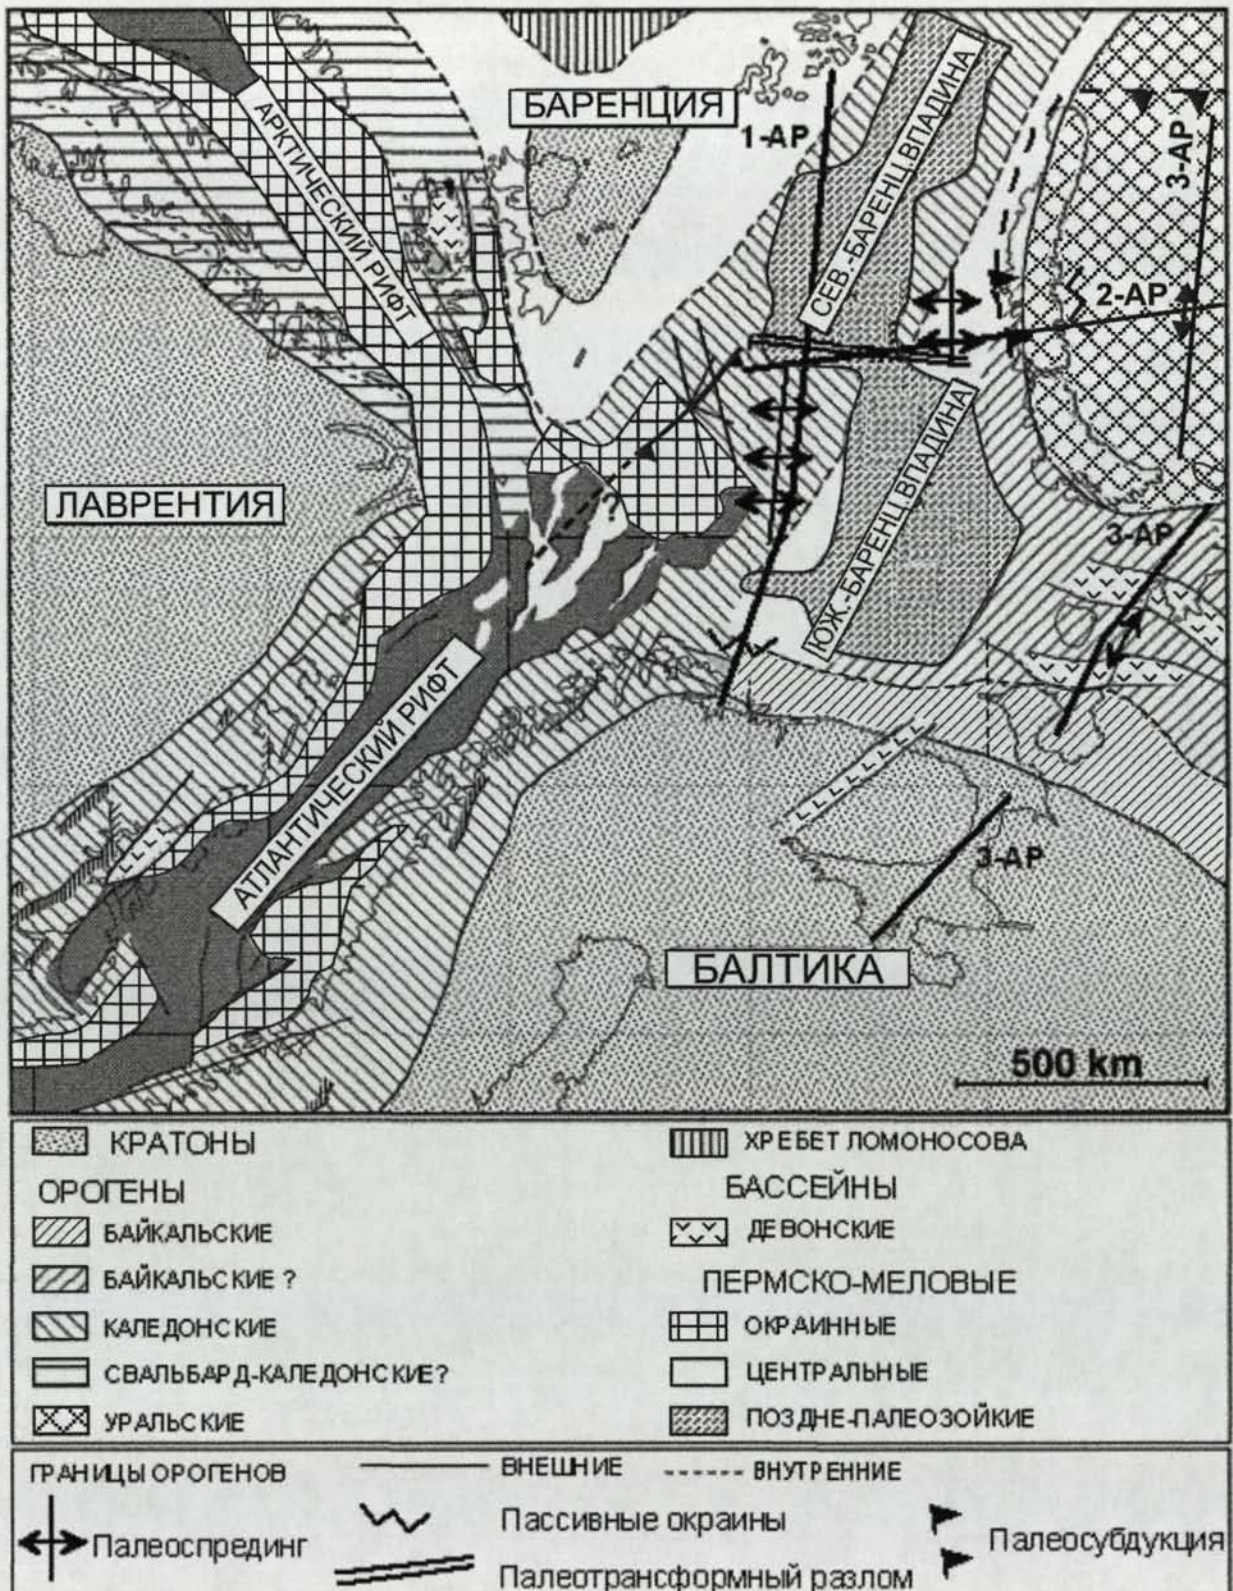 БАРЕНЦИЯ
1-АР
СЕВ.-БАРЕНЦ.ВПАДИНА
3-АР
АРКТИЧЕСКИЙ РИФТ
2-АР
ЛАВРЕНТИЯ
ЮЖ.-БАРЕНЦ.ВПАДИНА
?
3-АР
АТЛАНТИЧЕСКИЙ РИФТ
3-АР
БАЛТИКА
500 km
КРАТОНЫ
ОРОГЕНЫ
БАЙКАЛЬСКИЕ
БАЙКАЛЬСКИЕ ?
КАЛЕДОНСКИЕ
СВАЛЬБАРД-КАЛЕДОНСКИЕ?
УРАЛЬСКИЕ
ХРЕБЕТ ЛОМОНОСОВА
БАССЕЙНЫ
ДЕВОНСКИЕ
ПЕРМСКО-МЕЛОВЫЕ
ОКРАИННЫЕ
ЦЕНТРАЛЬНЫЕ
ПОЗДНЕ-ПАЛЕОЗОЙКИЕ
ГРАНИЦЫ ОРОГЕНОВ
ВНЕШНИЕ
ВНУТРЕННИЕ
Палеоспрединг
Пассивные окраины
Палеотрансформный разлом
Палеосубдукция